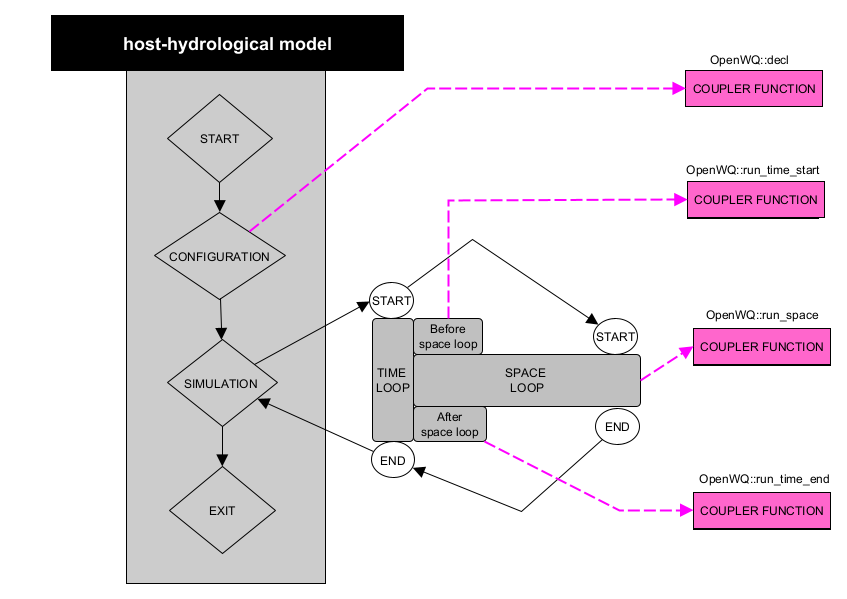 host-hydrological model
OpenWQ::decl
COUPLER FUNCTION
START
OpenWQ::run_time_start
COUPLER FUNCTION
CONFIGURATION
START
OpenWQ::run_space
COUPLER FUNCTION
Before
space loop
START
SIMULATION
TIME
LOOP
SPACE
LOOP
After
space loop
END
END
OpenWQ::run_time_end
COUPLER FUNCTION
EXIT